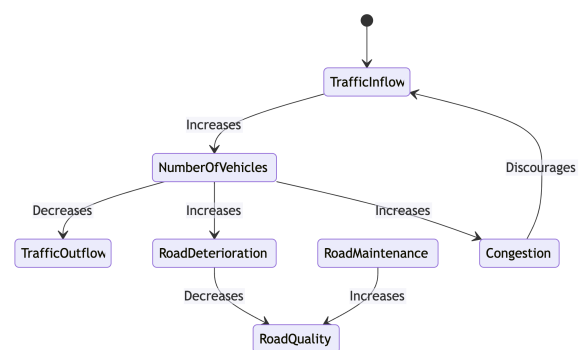 TrafficInflow
Increases
NumberOfVehicles
Discourages
Decreases
Increases
Increases
TrafficOutflow
RoadDeterioration
RoadMaintenance
Congestion
Decreases
Increases
RoadQuality